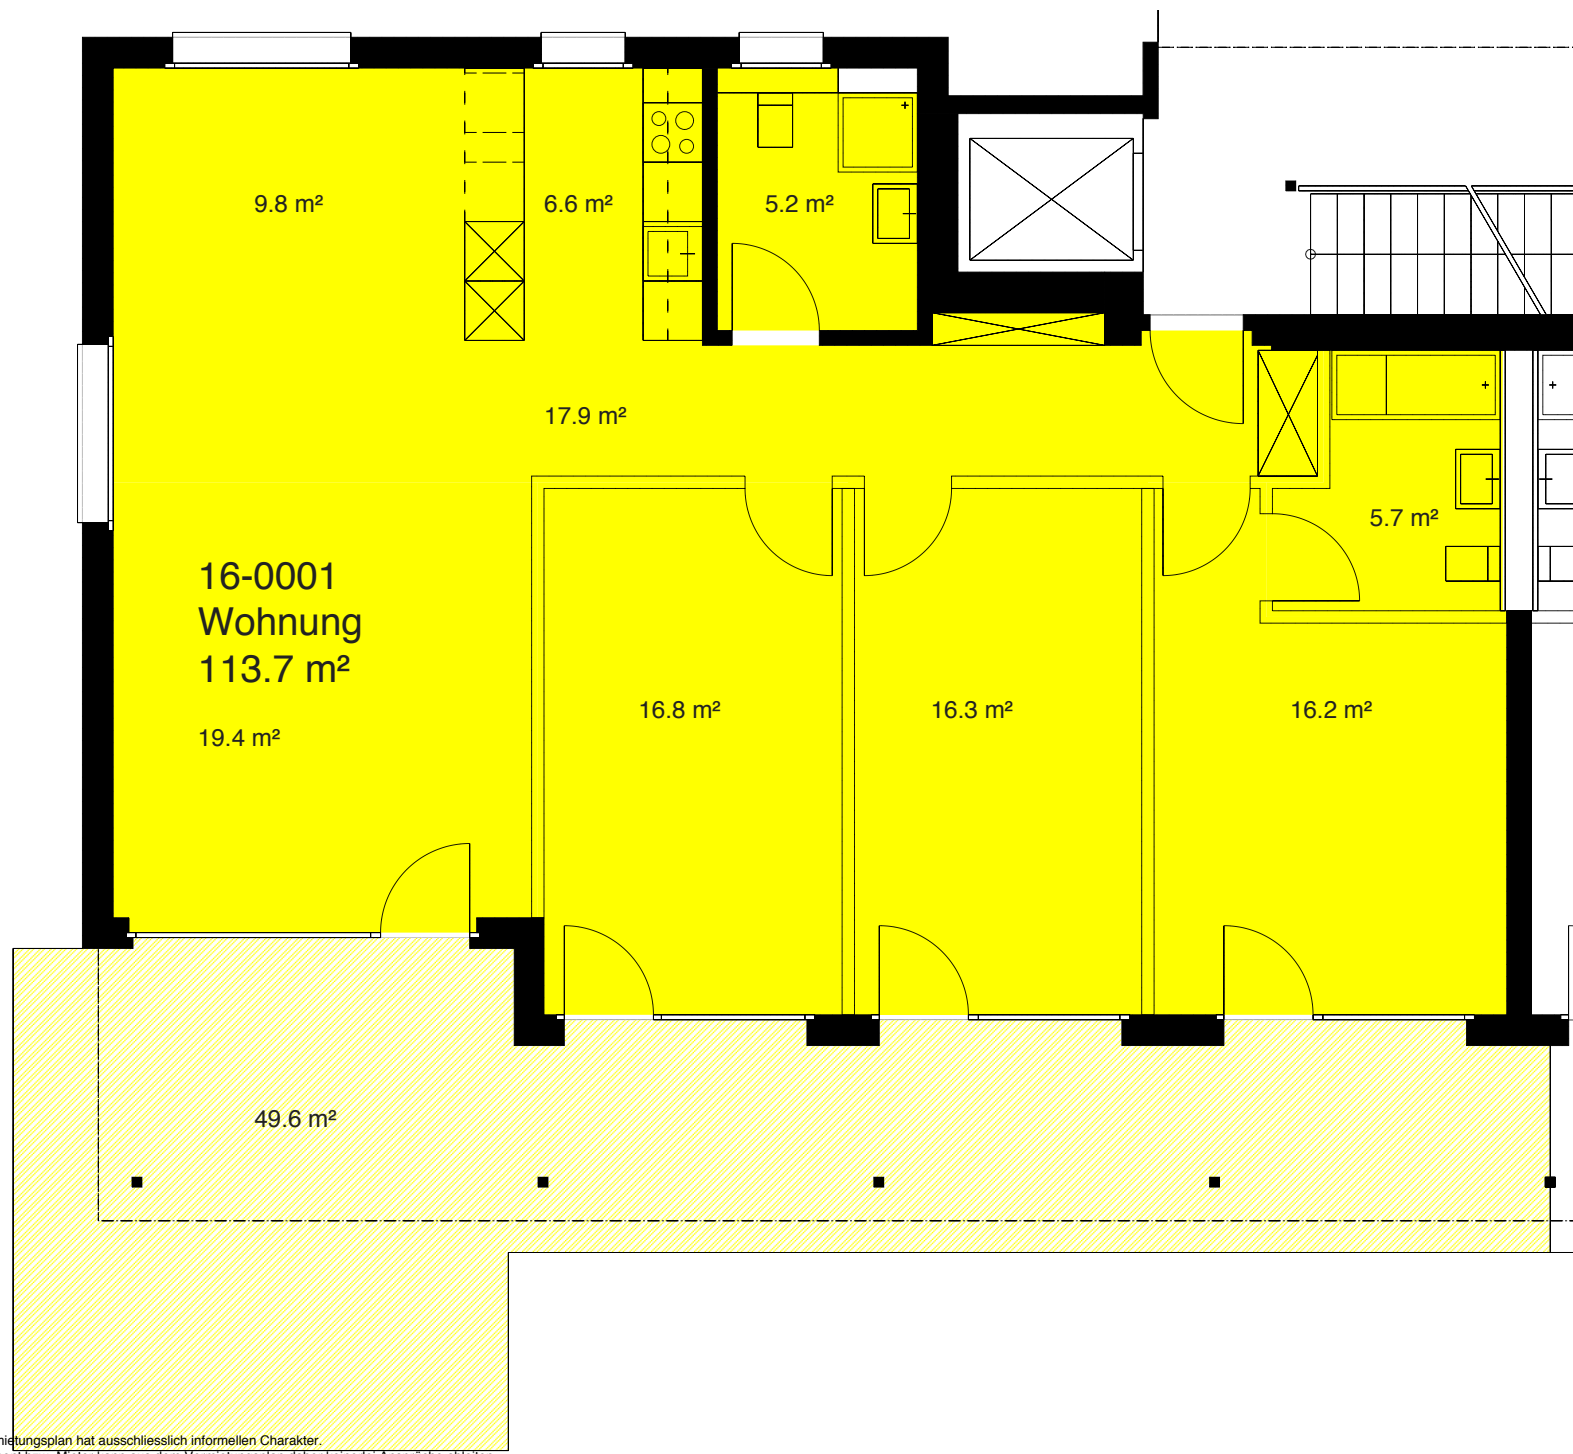 9.8 m²
6.6 m²
5.2 m²
17.9 m²
5.7 m²
16-0001
Wohnung
113.7 m²
19.4 m²
16.8 m²
16.3 m²
16.2 m²
49.6 m²
hat ausschliesslich informellen Charakter.